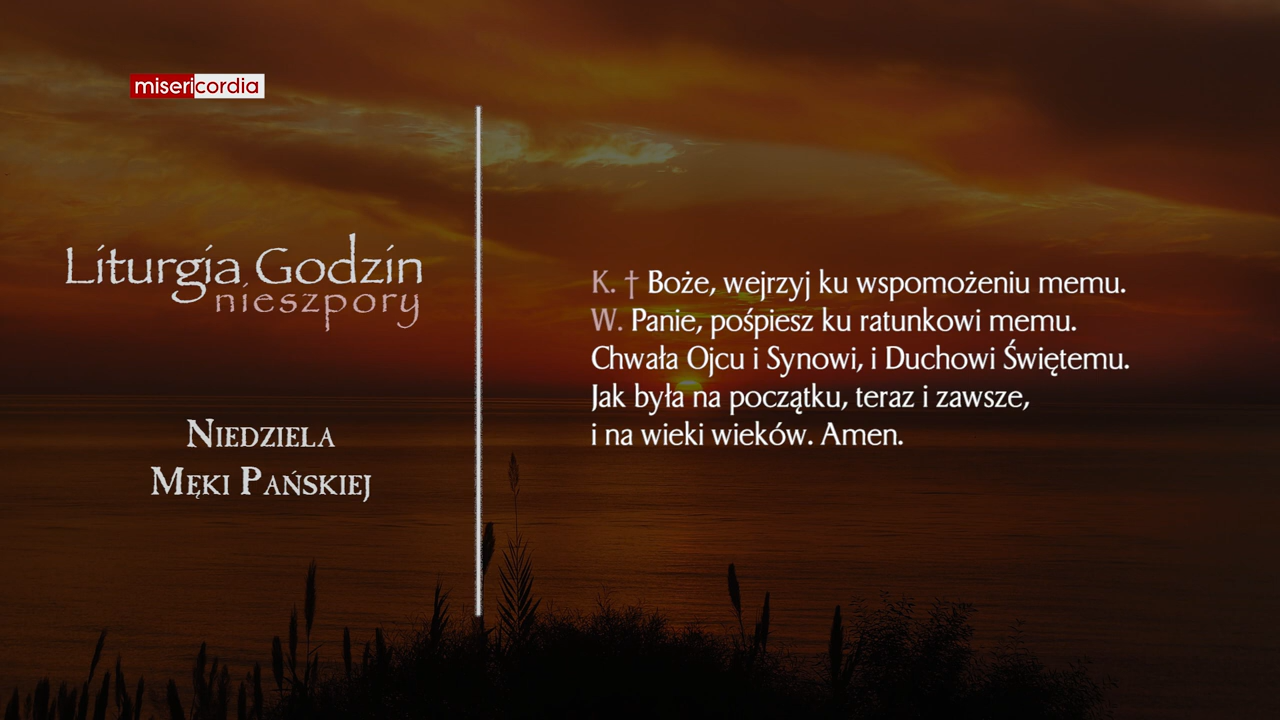 misericordia
Liturgia Godzin
nieszpory
Niedziela
Męki Pańskiej
K. † Boże, wejrzyj ku wspomożeniu memu.
W. Panie, pośpiesz ku ratunkowi memu.
Chwała Ojcu i Synowi, i Duchowi Świętemu.
Jak była na początku, teraz i zawsze,
i na wieki wieków. Amen.